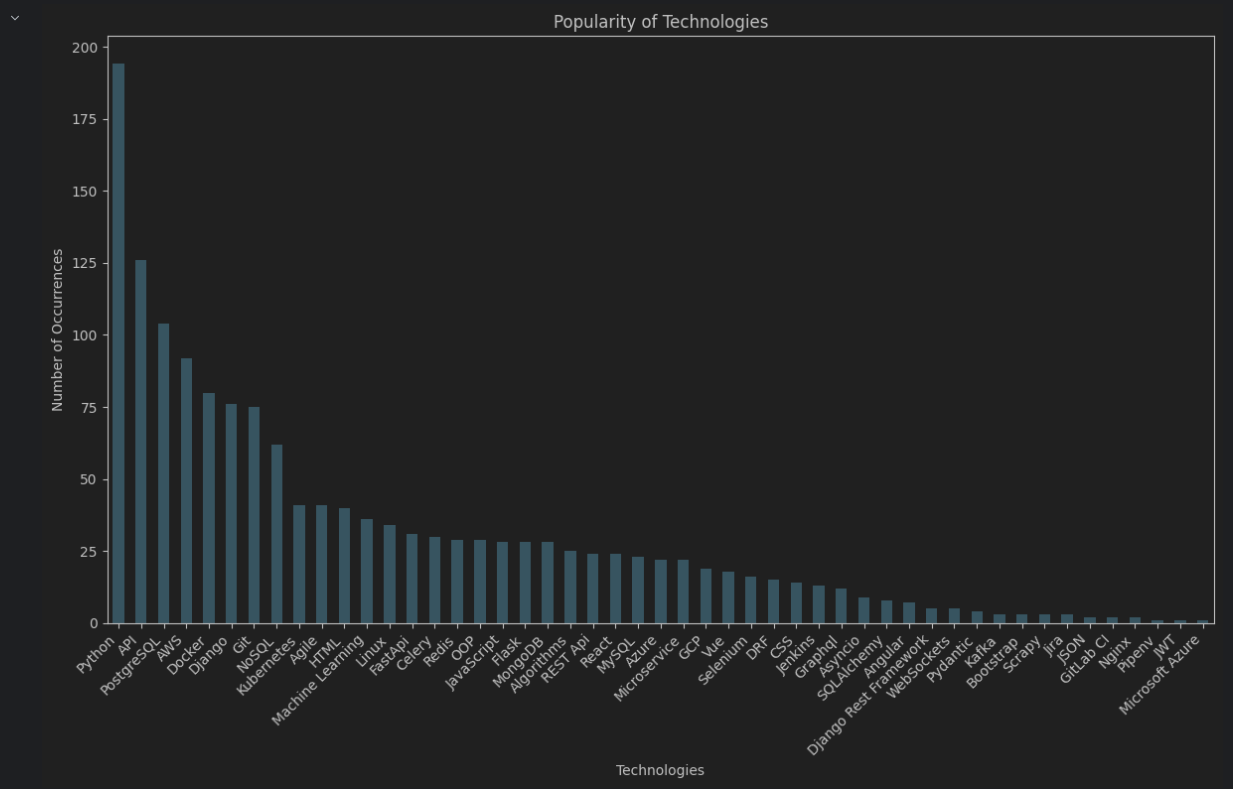 Popularity of Technologies
200
175
150
125
100
75
50
25
0
Number of Occurrences
Python
API
PostgreSQL
AWS
Docker
Django
Git
NoSQL
Kubernetes
Agile
HTML
Machine Learning
Linux
FastApi
Celery
Redis
OOP
JavaScript
Flask
MongoDB
Algorithms
REST Api
React
MySQL
Azure
Microservice
GCP
Vue
Selenium
DRF
CSS
Jenkins
Graphql
Asyncio
SQLAlchemy
Angular
Django Rest Framework
WebSockets
Pydantic
Kafka
Bootstrap
Scrapy
Jira
JSON
GitLab CI
Nginx
Pipenv
JWT
Microsoft Azure
Technologies